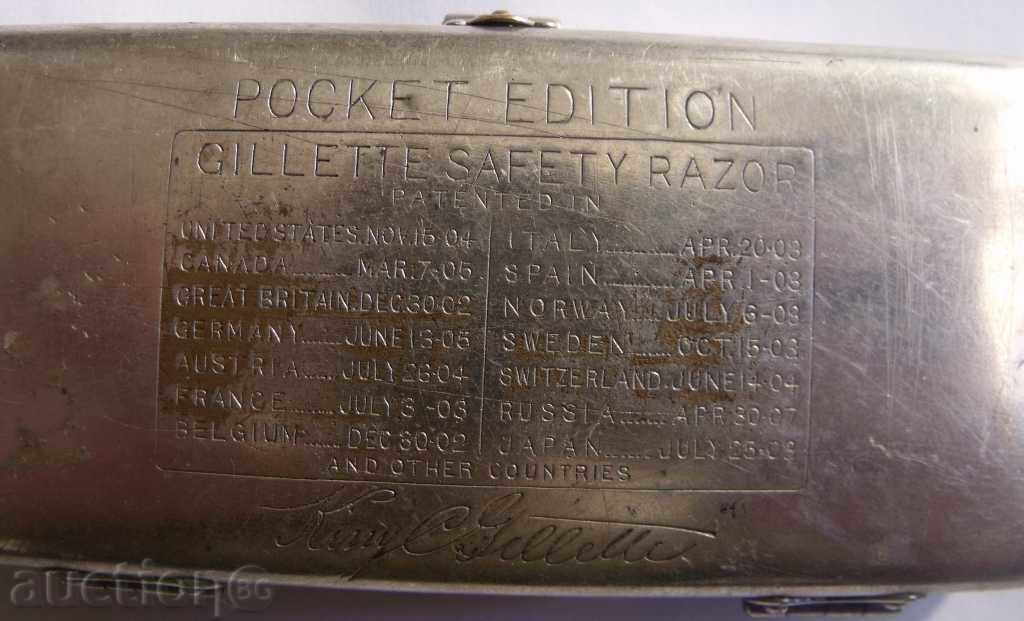 POCKET EDITION
GILLETTE SAFETY RAZOR
PATENTED IN
UNITED STATES.NOV.15-04
CANADA.........MAR.7-05
GREAT BRITAIN.DEC.30-02
GERMANY......JUNE 13-05
AUSTRIA......JULY 26-04
FRANCE........JULY 3-03
BELGIUM.....DEC.30-02
ITALY...........APR.20-03
SPAIN...........APR.1-03
NORWAY....JULY 6-03
SWEDEN......OCT.15-03
SWITZERLAND.JUNE 14-04
RUSSIA.......APR.30-07
JAPAN.......JULY 25-03
AND OTHER COUNTRIES
King C. Gillette
auction BG